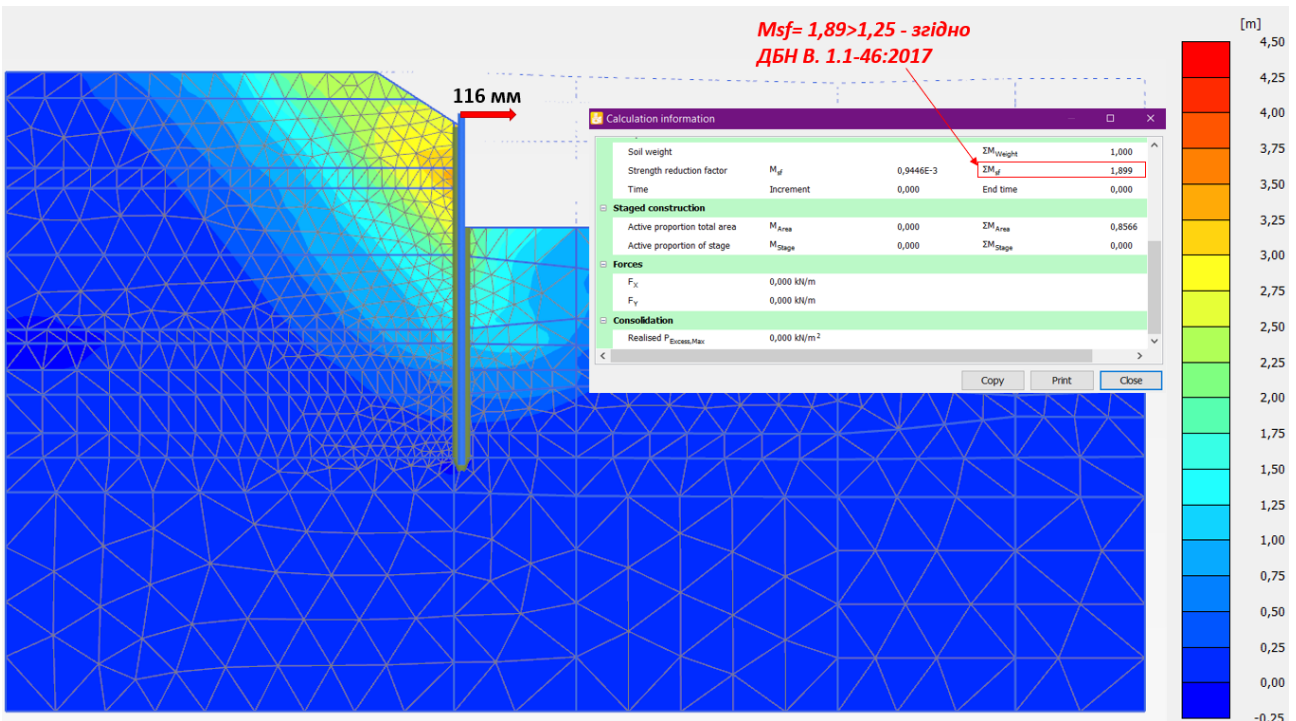 Msf= 1,89>1,25 - згідно
ДБН В. 1.1-46:2017
116 мм
Calculation information
Soil weight ΣMWeight 1,000
Strength reduction factor Msf 0,9446E-3 ΣMsf 1,899
Time Increment 0,000 End time 0,000
Staged construction
Active proportion total area MArea 0,000 ΣMArea 0,8566
Active proportion of stage MStage 0,000 ΣMStage 0,000
Forces
FX 0,000 kN/m
FY 0,000 kN/m
Consolidation
Realised PExcess,Max 0,000 kN/m2
Copy Print Close
[m]
4,50
4,25
4,00
3,75
3,50
3,25
3,00
2,75
2,50
2,25
2,00
1,75
1,50
1,25
1,00
0,75
0,50
0,25
0,00
-0,25